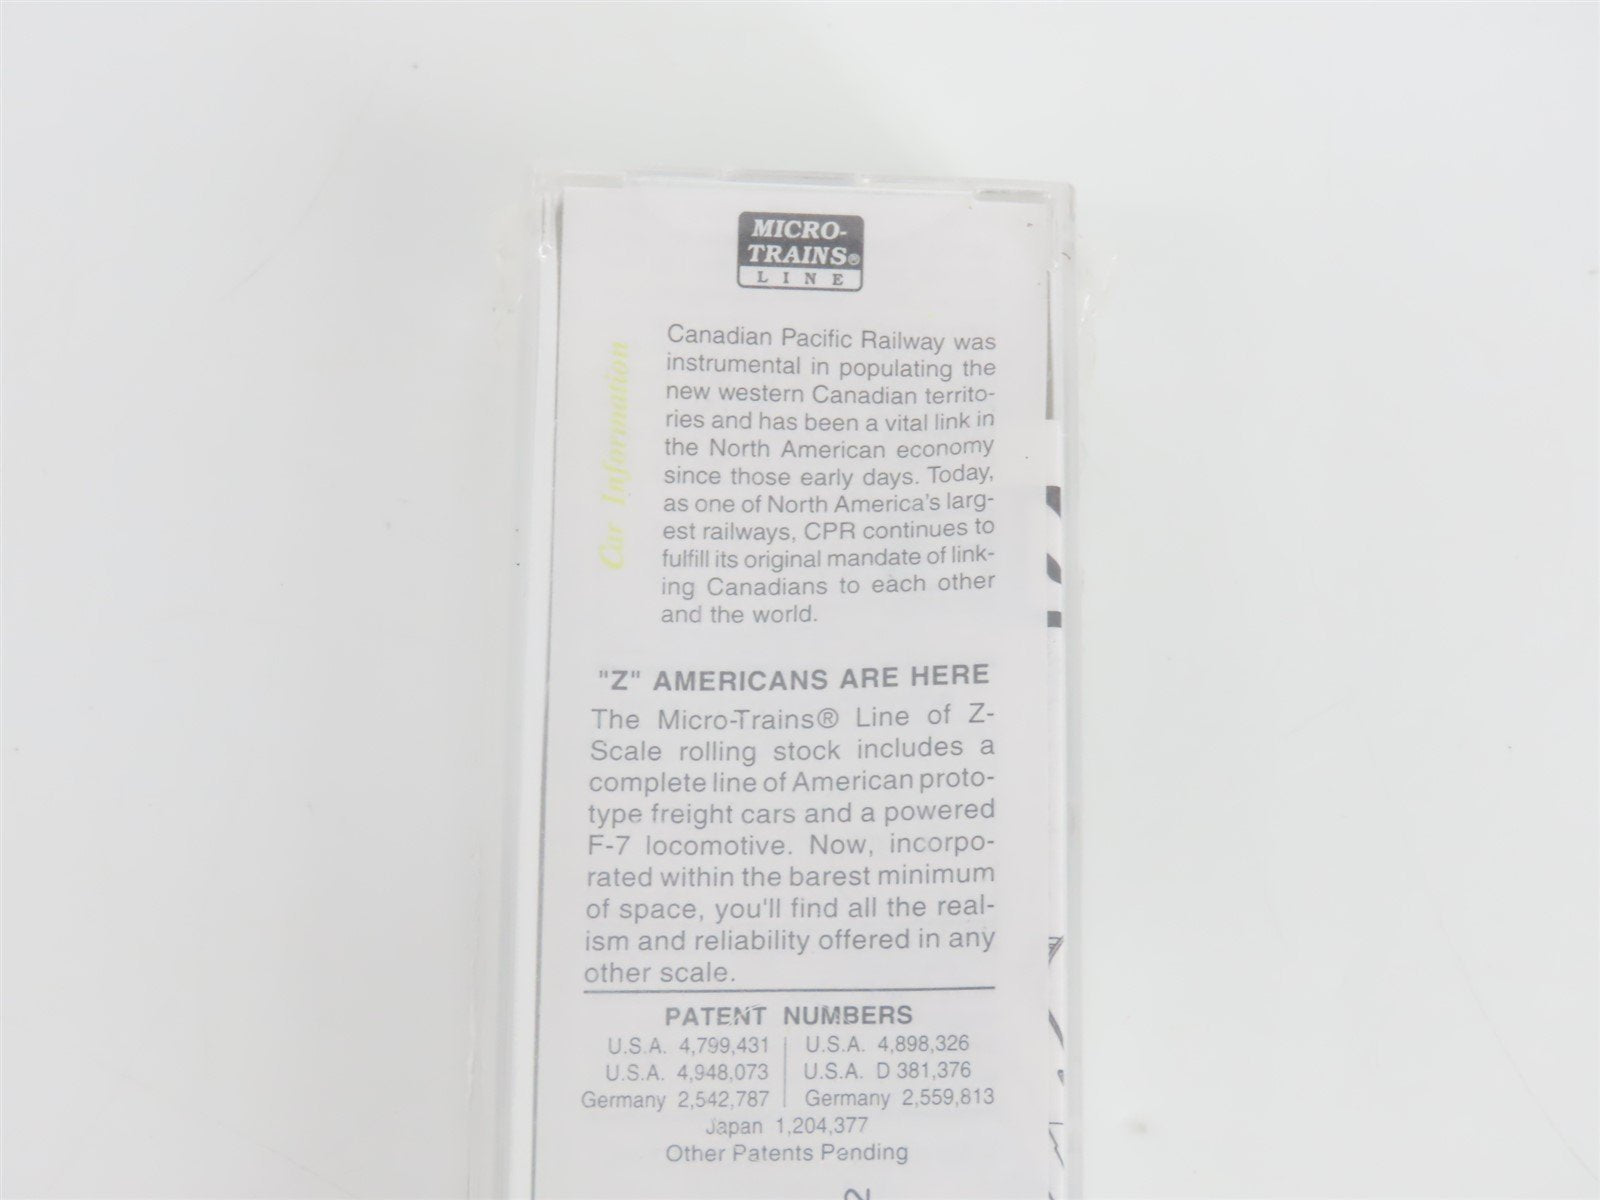 MICRO-
TRAINS®
LINE
Car Information
Canadian Pacific Railway was
instrumental in populating the
new western Canadian territo-
ries and has been a vital link in
the North American economy
since those early days. Today,
as one of North America's larg-
est railways, CPR continues to
fulfill its original mandate of link-
ing Canadians to each other
and the world.
"Z" AMERICANS ARE HERE
The Micro-Trains® Line of Z-
Scale rolling stock includes a
complete line of American proto-
type freight cars and a powered
F-7 locomotive. Now, incorpo-
rated within the barest minimum
of space, you'll find all the real-
ism and reliability offered in any
other scale.
PATENT NUMBERS
U.S.A. 4,799,431 | U.S.A. 4,898,326
U.S.A. 4,948,073 | U.S.A. D 381,376
Germany 2,542,787 | Germany 2,559,813
Japan 1,204,377
Other Patents Pending